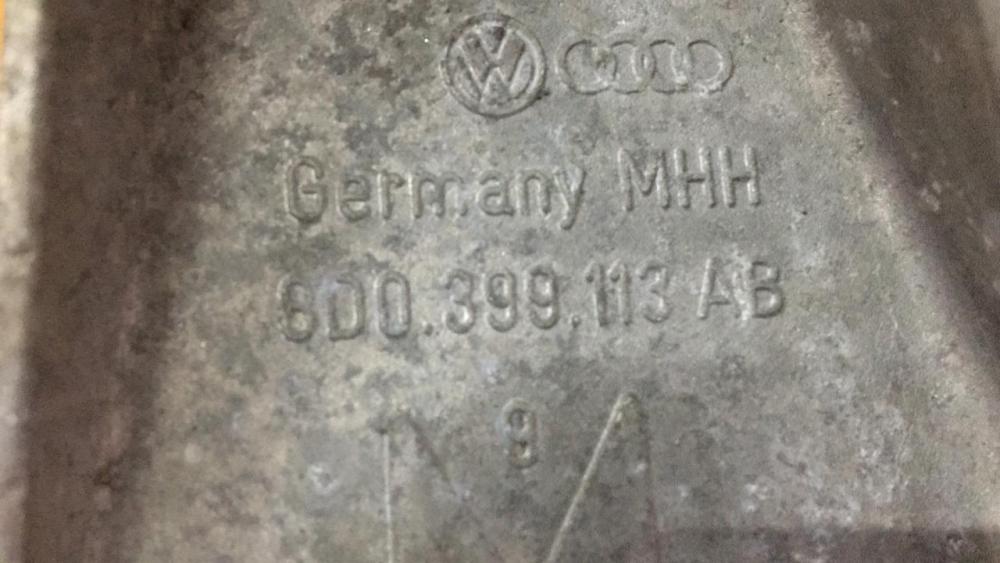 Germany MHH
8D0.399.113 AB
9